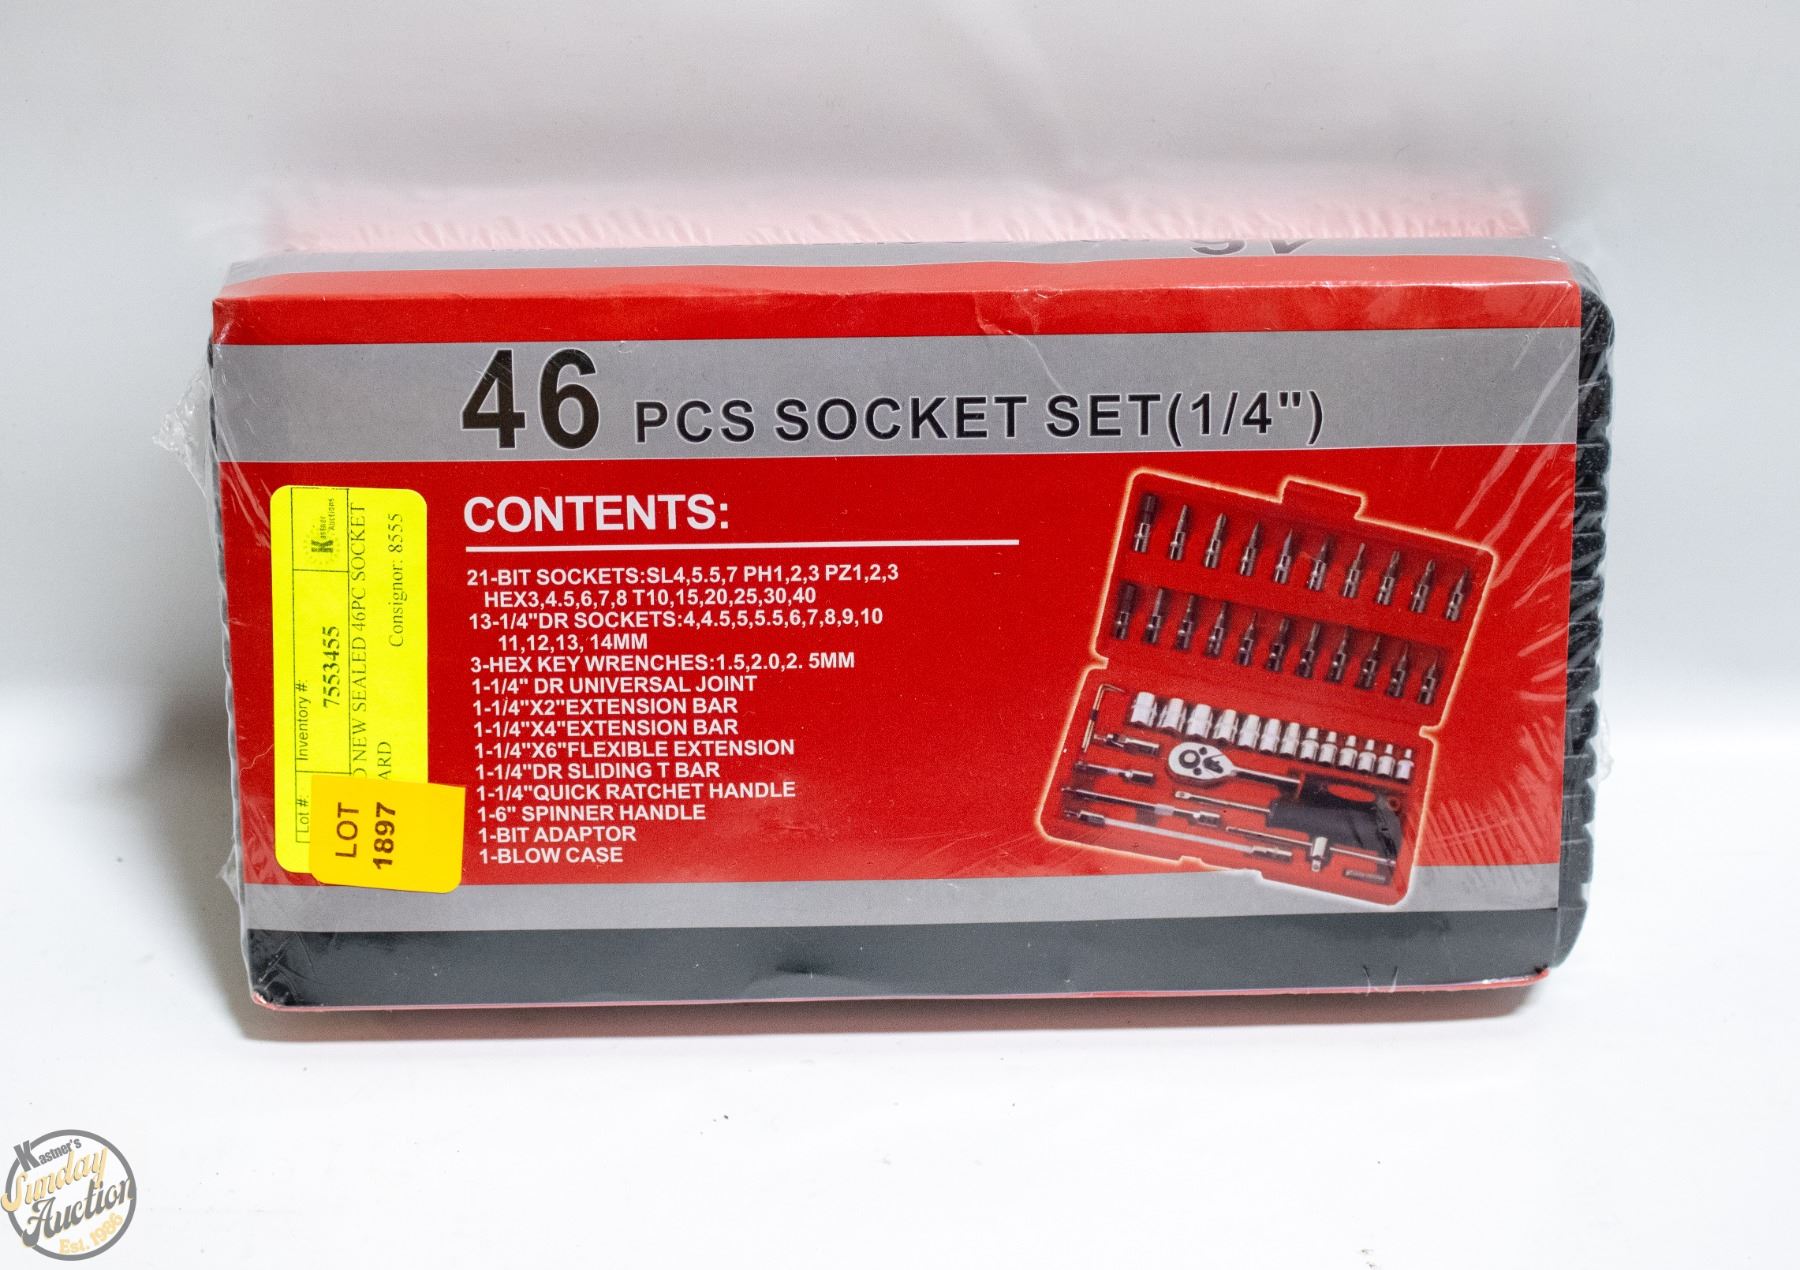 46 PCS SOCKET SET(1/4")
CONTENTS:
21-BIT SOCKETS:SL4,5.5,7 PH1,2,3 PZ1,2,3
HEX3,4.5,6,7,8 T10,15,20,25,30,40
13-1/4"DR SOCKETS:4,4.5,5,5.5,6,7,8,9,10
11,12,13, 14MM
3-HEX KEY WRENCHES:1.5,2.0,2. 5MM
1-1/4" DR UNIVERSAL JOINT
1-1/4"X2"EXTENSION BAR
1-1/4"X4"EXTENSION BAR
1-1/4"X6"FLEXIBLE EXTENSION
1-1/4"DR SLIDING T BAR
1-1/4"QUICK RATCHET HANDLE
1-6" SPINNER HANDLE
1-BIT ADAPTOR
1-BLOW CASE
Lot #:
Inventory #:
7553455
Kastner
Auctions
NEW SEALED 46PC SOCKET
Consignor: 8555
LOT
1897
Kastner's
Sunday
Auction
Est. 1986